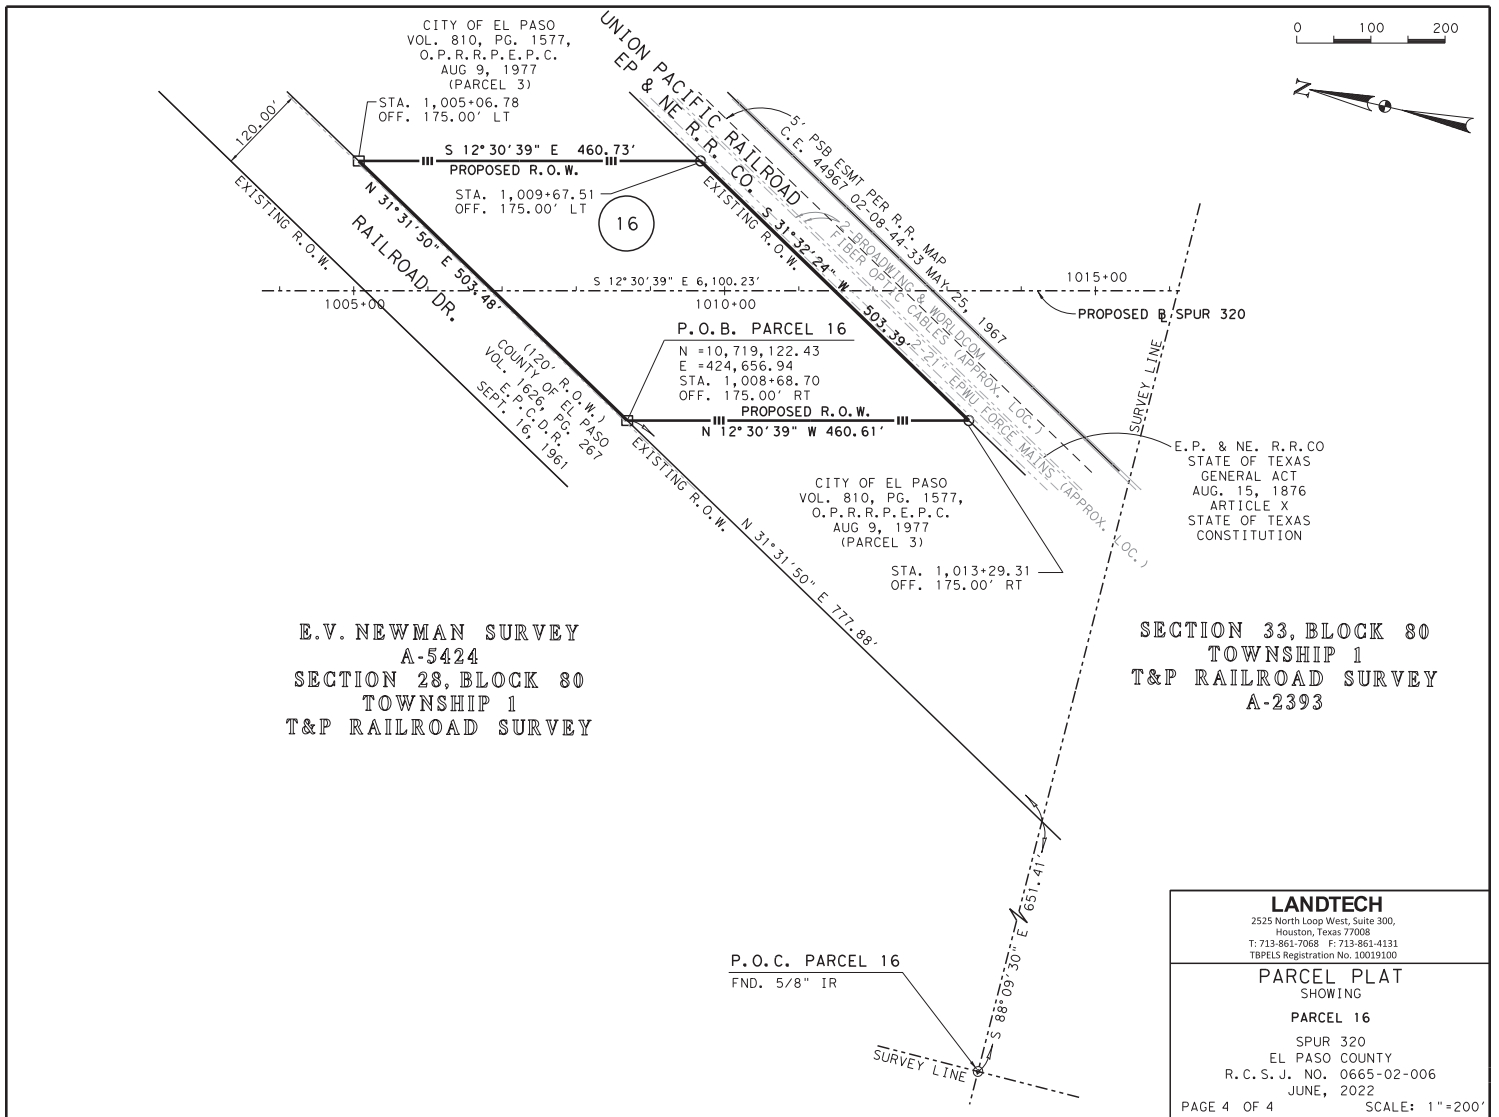 CITY OF EL PASO
VOL. 810, PG. 1577,
O.P.R.R.P.E.P.C.
AUG 9, 1977
(PARCEL 3)
STA. 1,005+06.78
OFF. 175.00' LT
120.00'
S 12°30'39" E 460.73'
PROPOSED R.O.W.
STA. 1,009+67.51
OFF. 175.00' LT
16
UNION PACIFIC RAILROAD
EP & NE R.R. CO.
5' PSB ESMT PER R.R. MAP
C.E. 44967 02-08-44-33 MAY 25, 1967
0 100 200
N
EXISTING R.O.W.
RAILROAD DR.
N 31°31'50" E 503.48'
EXISTING R.O.W.
S 31°32'24" W 503.39'
2-BROADWING & WORLDCOM
FIBER OPTIC CABLES (APPROX. LOC.)
2-21" EPWU FORCE MAINS (APPROX. LOC.)
S 12°30'39" E 6,100.23'
1005+00
1010+00
1015+00
PROPOSED B̲L SPUR 320
SURVEY LINE
(120' R.O.W.)
COUNTY OF EL PASO
VOL. 1626, PG. 267
E.P.C.D.R.
SEPT. 16, 1961
P.O.B. PARCEL 16
N =10,719,122.43
E =424,656.94
STA. 1,008+68.70
OFF. 175.00' RT
PROPOSED R.O.W.
N 12°30'39" W 460.61'
EXISTING R.O.W.
N 31°31'50" E 777.88'
CITY OF EL PASO
VOL. 810, PG. 1577,
O.P.R.R.P.E.P.C.
AUG 9, 1977
(PARCEL 3)
STA. 1,013+29.31
OFF. 175.00' RT
E.P. & NE. R.R.CO
STATE OF TEXAS
GENERAL ACT
AUG. 15, 1876
ARTICLE X
STATE OF TEXAS
CONSTITUTION
E.V. NEWMAN SURVEY
A-5424
SECTION 28, BLOCK 80
TOWNSHIP 1
T&P RAILROAD SURVEY
SECTION 33, BLOCK 80
TOWNSHIP 1
T&P RAILROAD SURVEY
A-2393
S 88°09'30" E 651.41'
P.O.C. PARCEL 16
FND. 5/8" IR
SURVEY LINE
LANDTECH
2525 North Loop West, Suite 300,
Houston, Texas 77008
T: 713-861-7068 F: 713-861-4131
TBPELS Registration No. 10019100
PARCEL PLAT
SHOWING
PARCEL 16
SPUR 320
EL PASO COUNTY
R.C.S.J. NO. 0665-02-006
JUNE, 2022
PAGE 4 OF 4 SCALE: 1"=200'